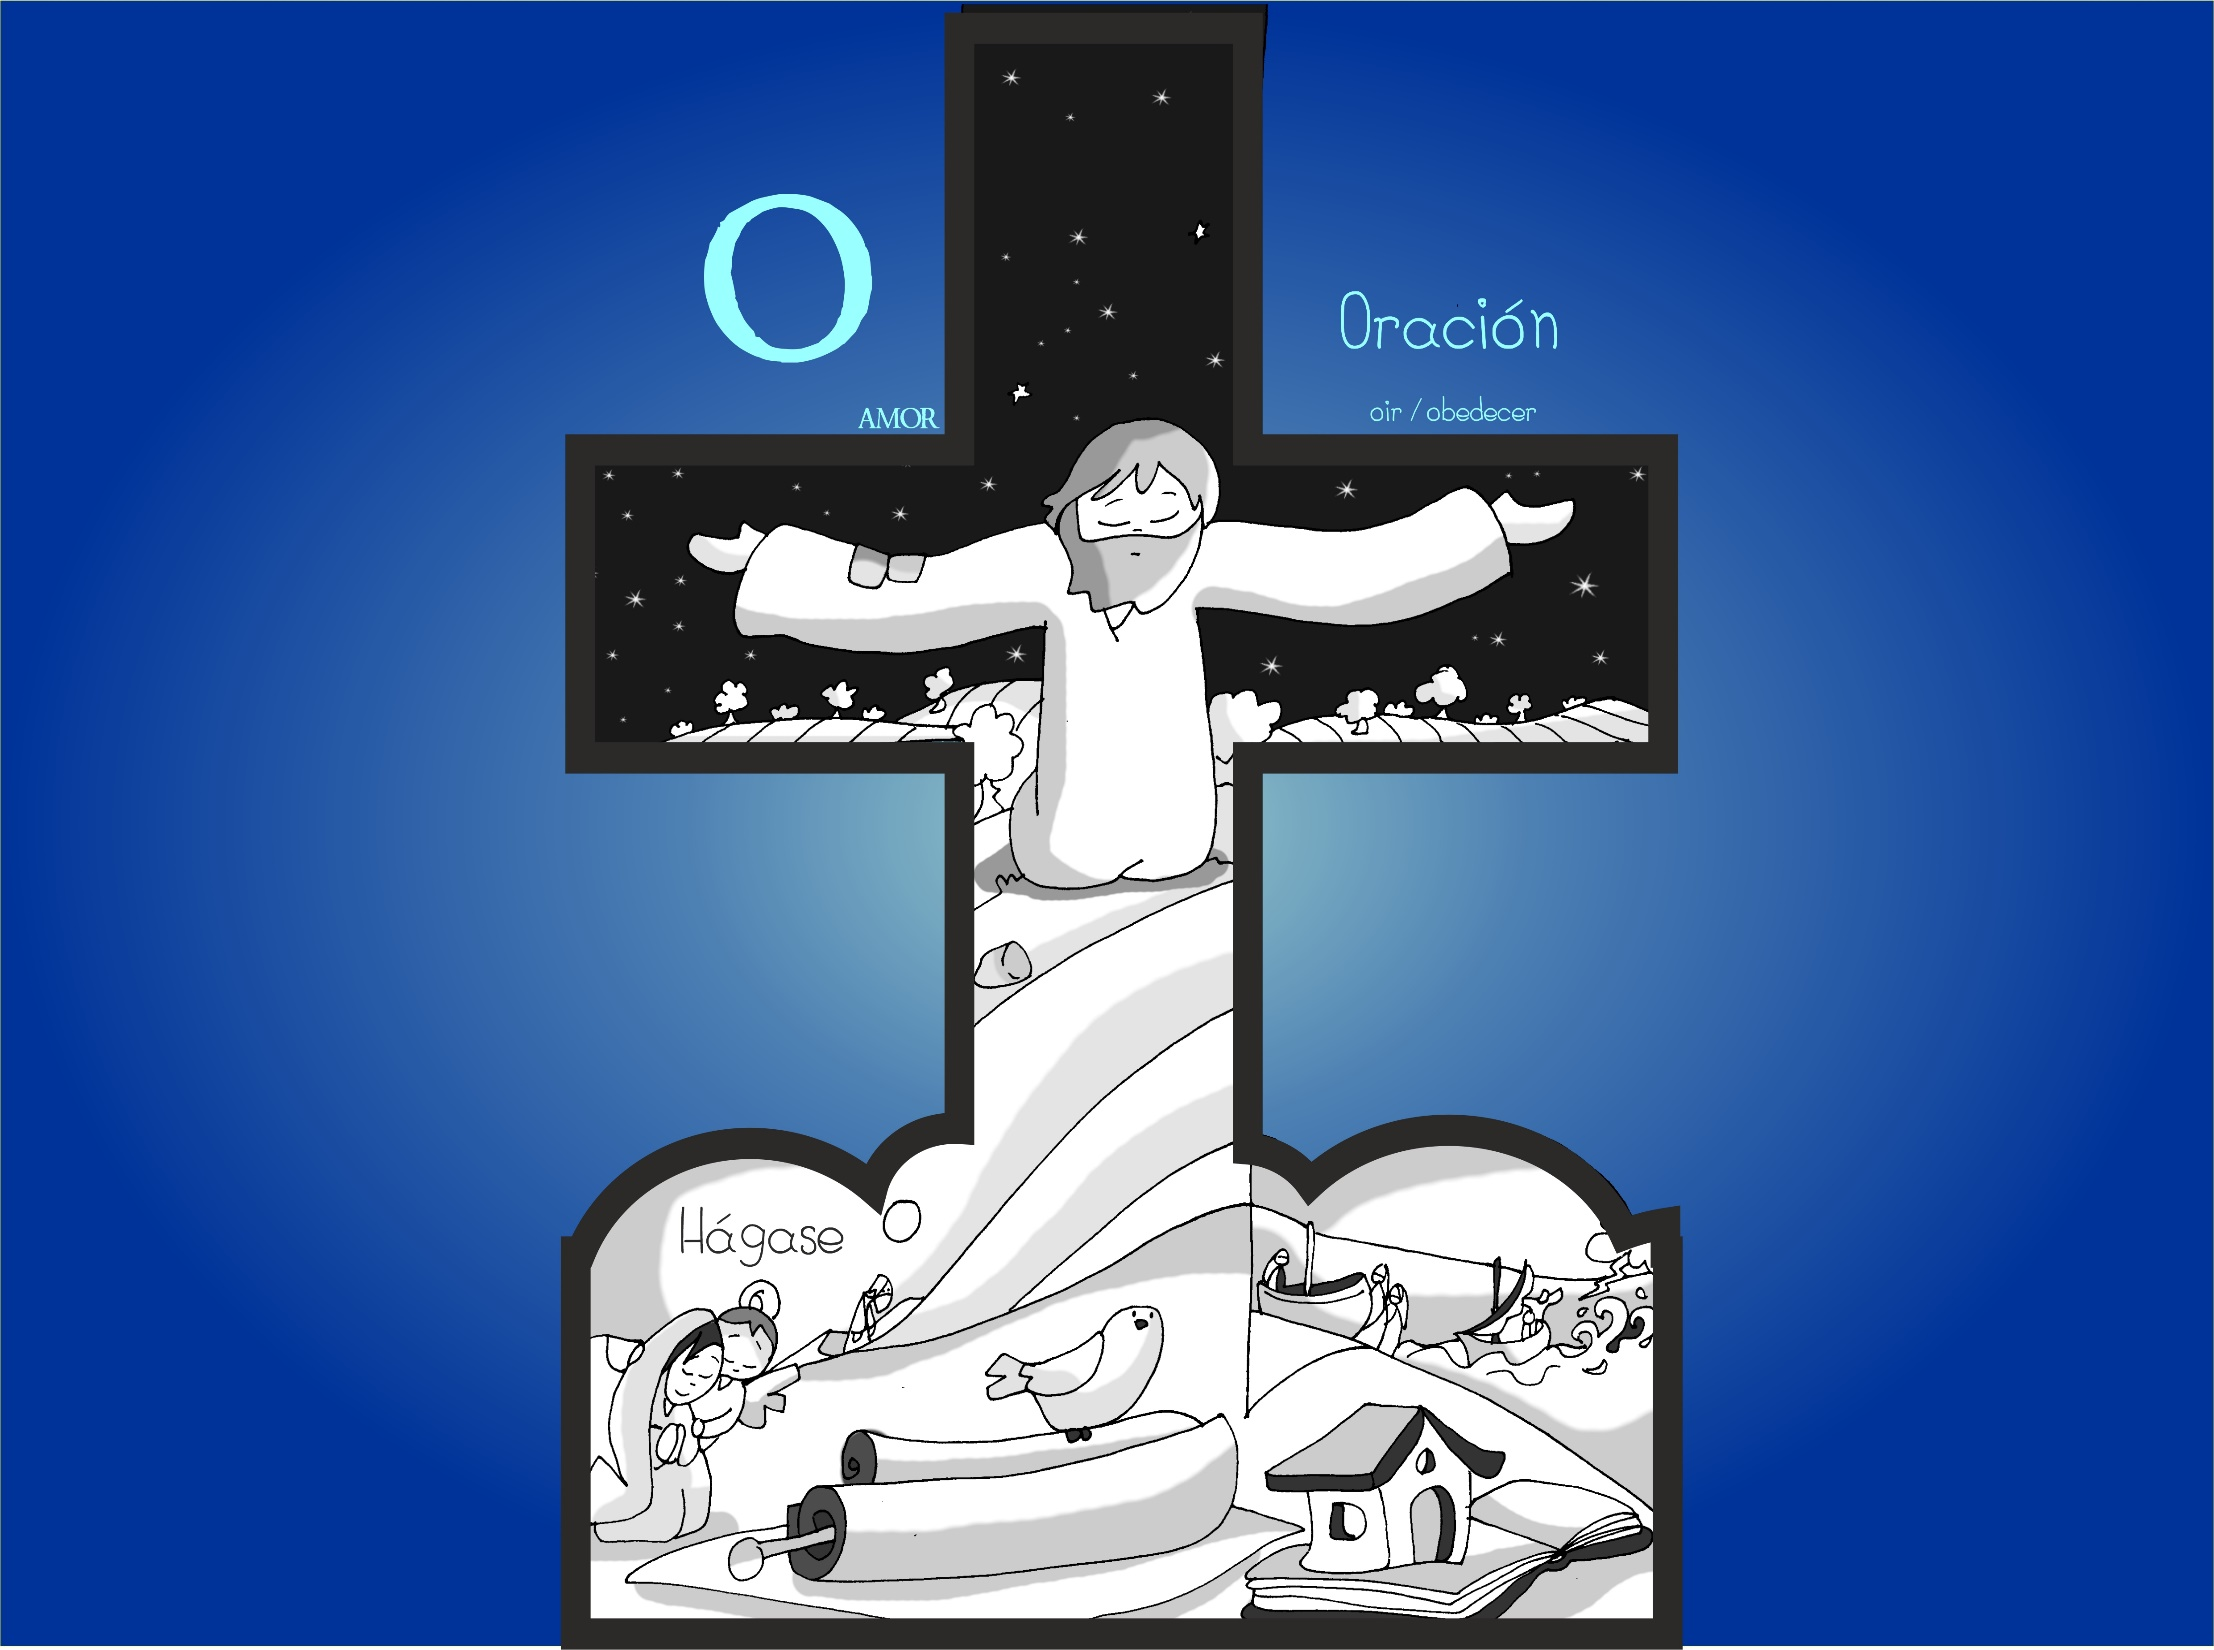 O
Oración
AMOR
oir / obedecer
Hágase